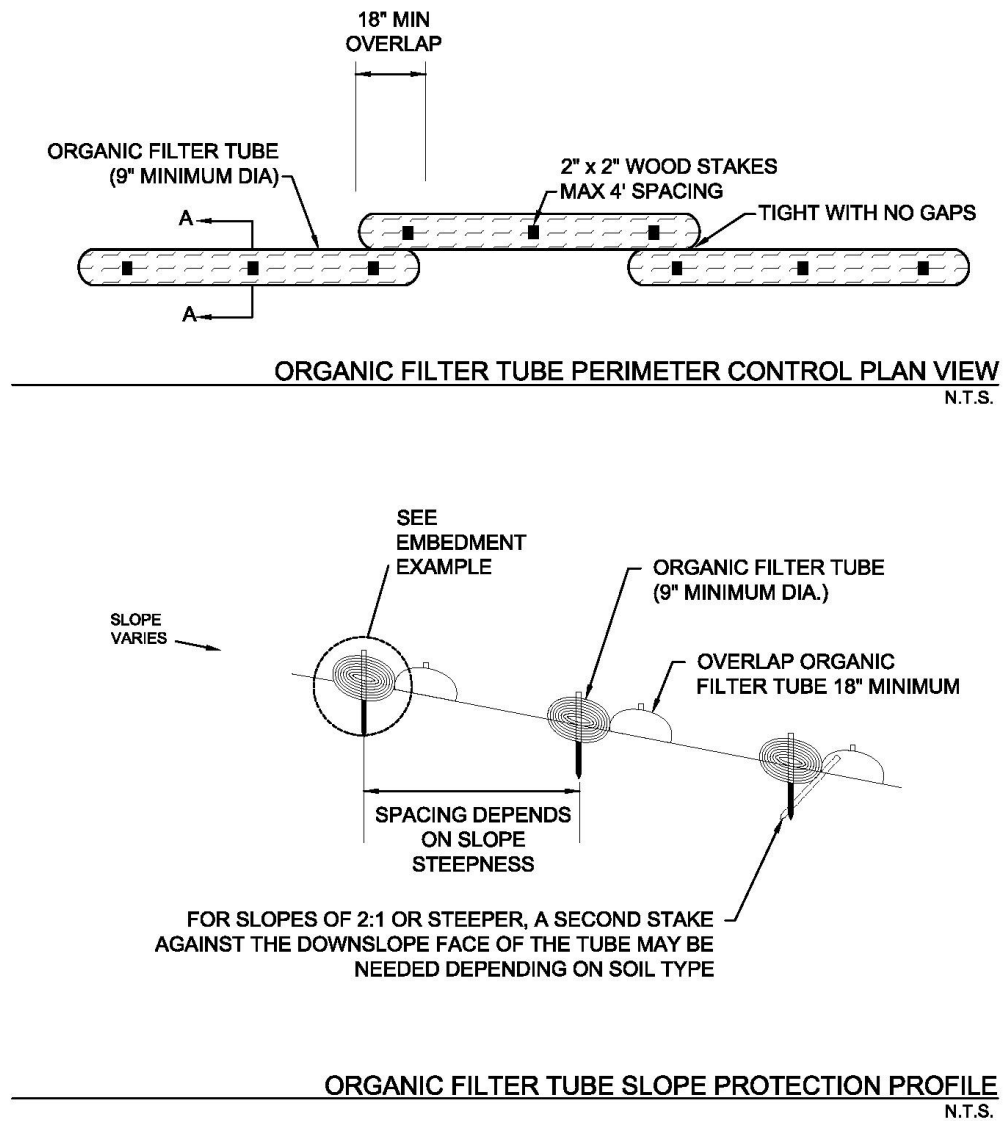 18" MIN
OVERLAP
ORGANIC FILTER TUBE
(9" MINIMUM DIA)
2" x 2" WOOD STAKES
MAX 4' SPACING
TIGHT WITH NO GAPS
A
A
ORGANIC FILTER TUBE PERIMETER CONTROL PLAN VIEW
N.T.S.
SEE
EMBEDMENT
EXAMPLE
ORGANIC FILTER TUBE
(9" MINIMUM DIA.)
SLOPE
VARIES
OVERLAP ORGANIC
FILTER TUBE 18" MINIMUM
SPACING DEPENDS
ON SLOPE
STEEPNESS
FOR SLOPES OF 2:1 OR STEEPER, A SECOND STAKE
AGAINST THE DOWNSLOPE FACE OF THE TUBE MAY BE
NEEDED DEPENDING ON SOIL TYPE
ORGANIC FILTER TUBE SLOPE PROTECTION PROFILE
N.T.S.